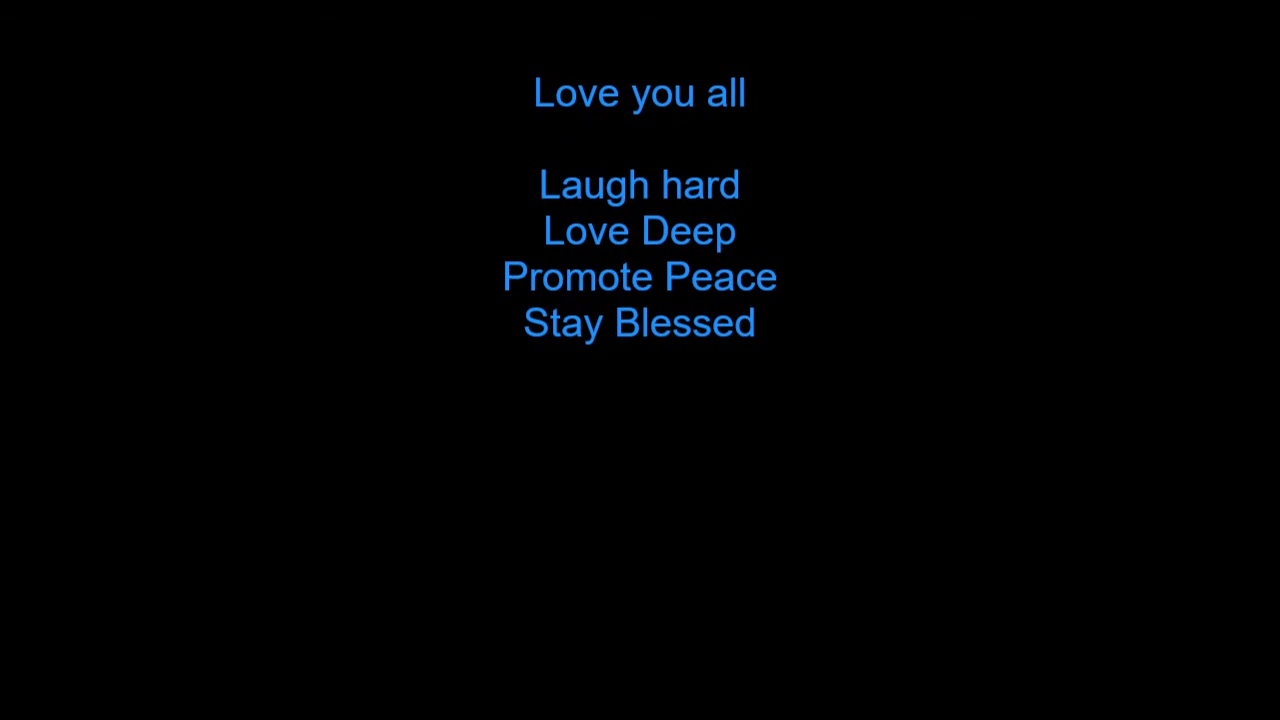 Love you all
Laugh hard
Love Deep
Promote Peace
Stay Blessed